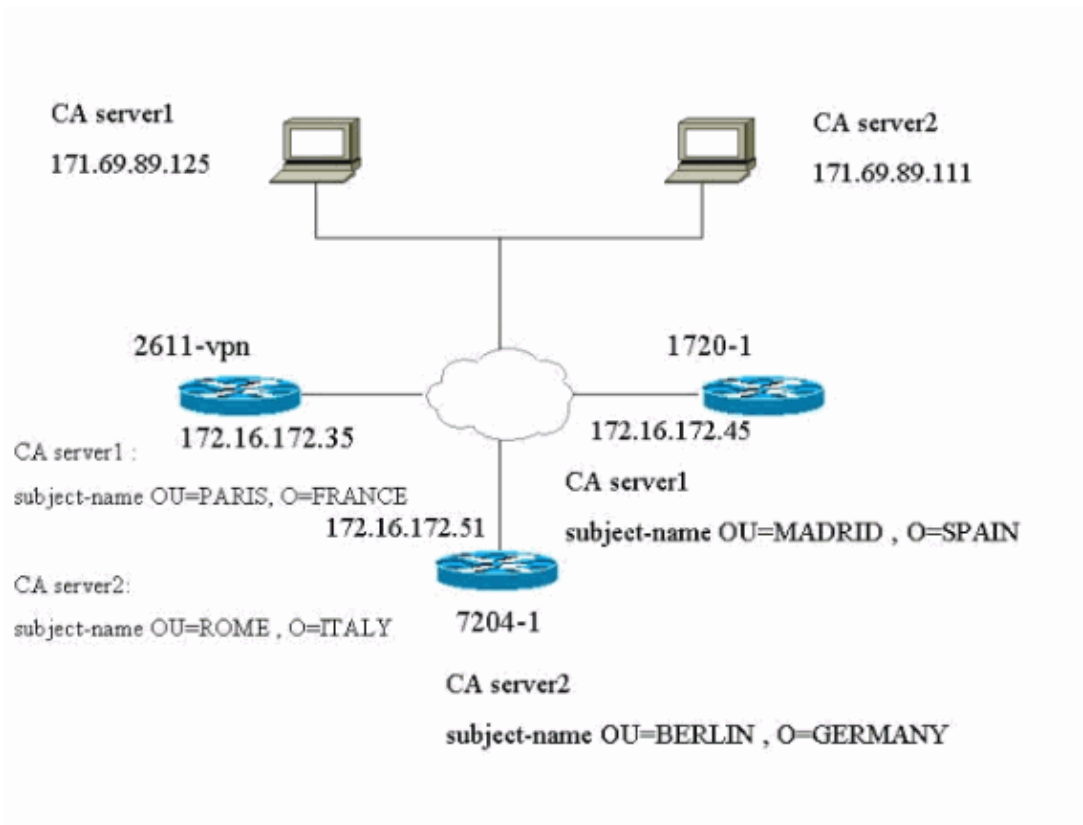 CA server1
171.69.89.125
CA server2
171.69.89.111
2611-vpn
1720-1
172.16.172.35
172.16.172.45
CA server1 :
subject-name OU=PARIS, O=FRANCE
CA server1
subject-name OU=MADRID , O=SPAIN
172.16.172.51
CA server2:
subject-name OU=ROME , O=ITALY
7204-1
CA server2
subject-name OU=BERLIN , O=GERMANY